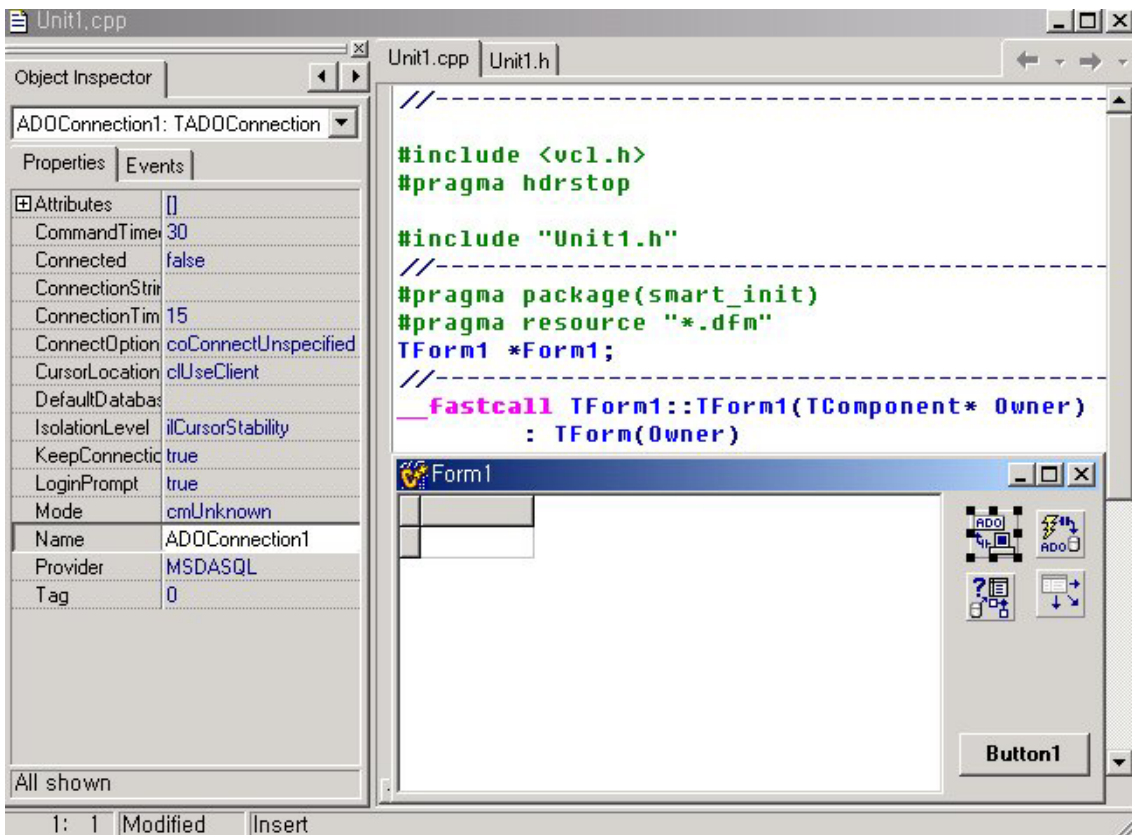 Unit1.cpp
Object Inspector
ADOConnection1: TADOConnection
Properties Events
Attributes []
CommandTime 30
Connected false
ConnectionStrin
ConnectionTim 15
ConnectOption coConnectUnspecified
CursorLocation clUseClient
DefaultDatabas
IsolationLevel ilCursorStability
KeepConnectio true
LoginPrompt true
Mode cmUnknown
Name ADOConnection1
Provider MSDASQL
Tag 0
All shown
1: 1 Modified Insert
Unit1.cpp Unit1.h
//--------------------------------------------------
#include <vcl.h>
#pragma hdrstop
#include "Unit1.h"
//--------------------------------------------------
#pragma package(smart_init)
#pragma resource "*.dfm"
TForm1 *Form1;
//--------------------------------------------------
__fastcall TForm1::TForm1(TComponent* Owner)
: TForm(Owner)
Form1
ADO
ADO
Button1